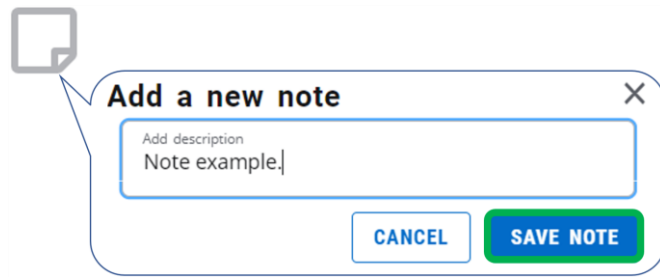 Add a new note
Add description
Note example.
CANCEL
SAVE NOTE